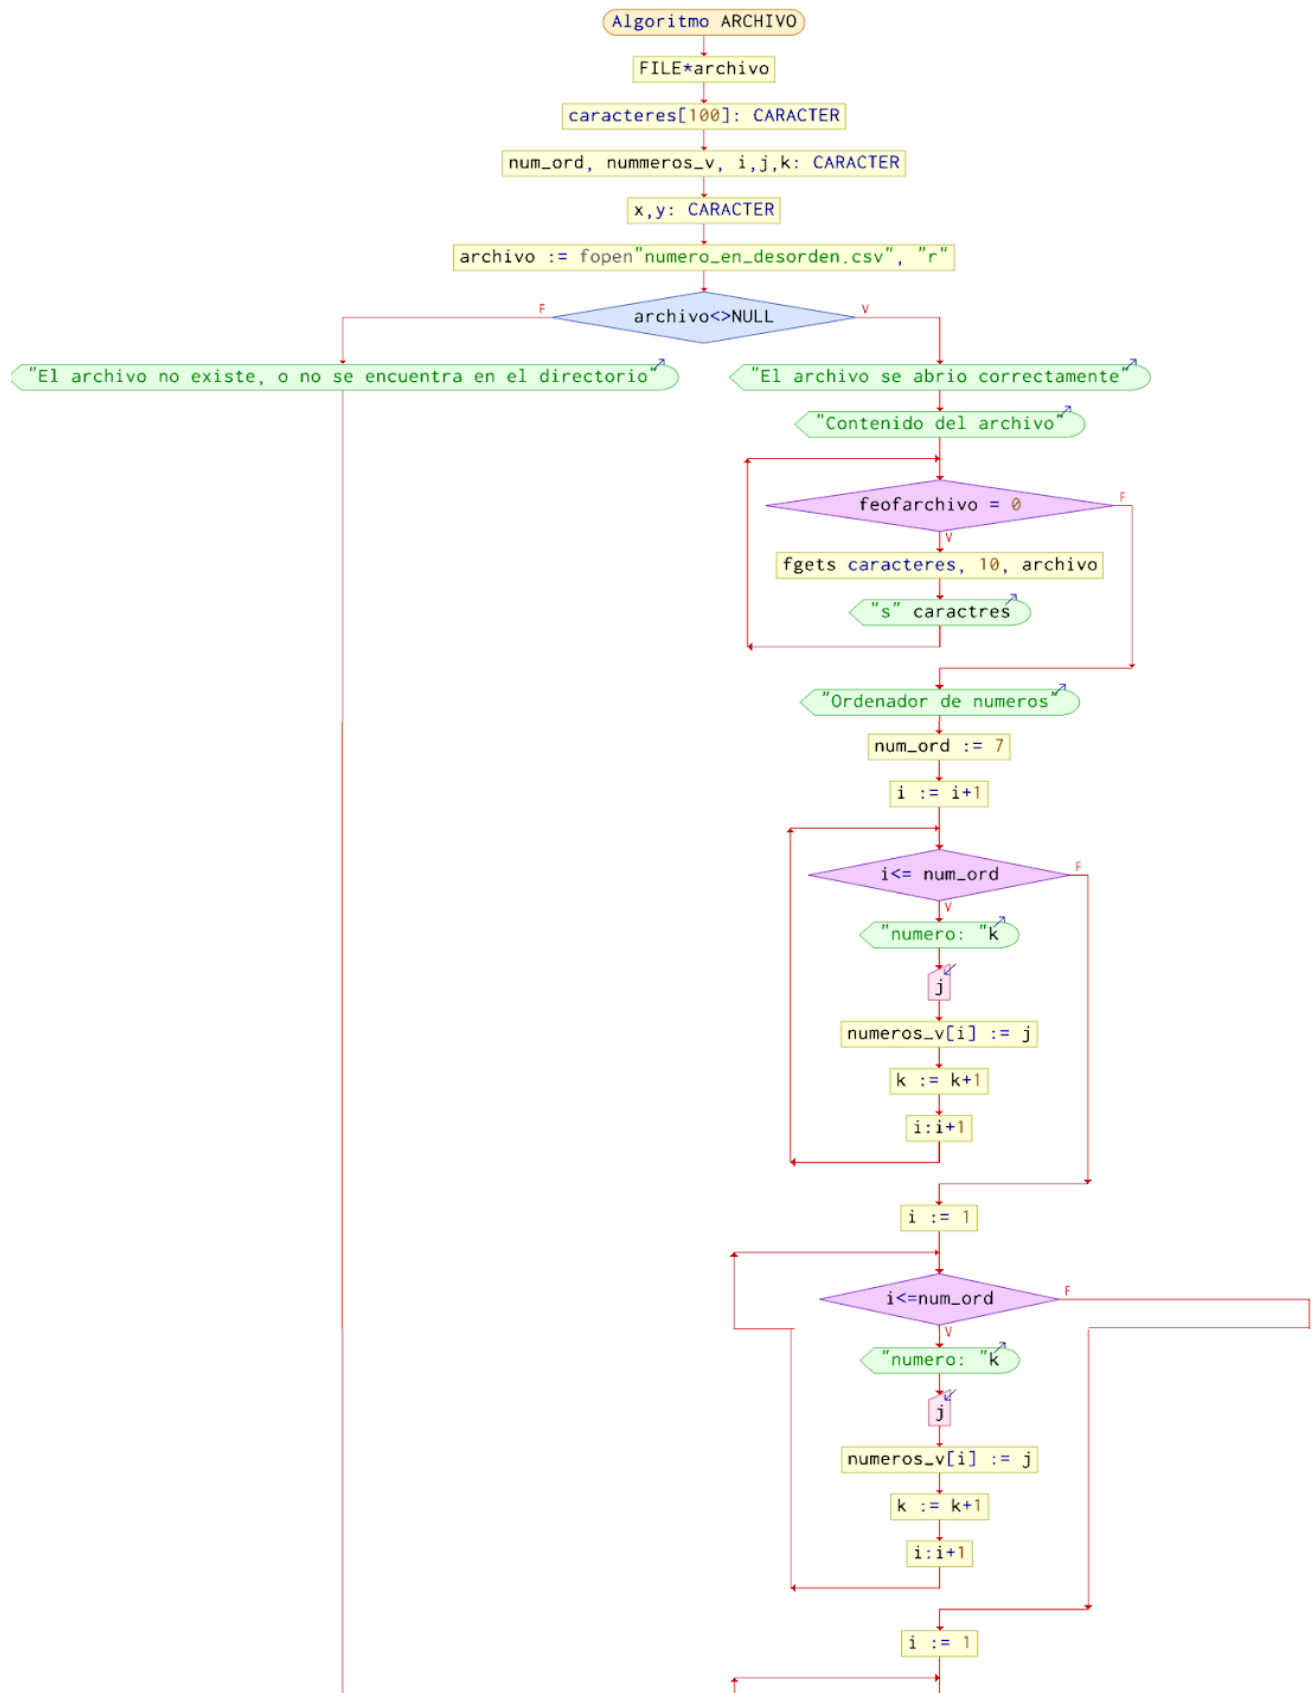 Algoritmo ARCHIVO
FILE*archivo
caracteres[100]: CARACTER
num_ord, nummeros_v, i,j,k: CARACTER
x,y: CARACTER
archivo := fopen"numero_en_desorden.csv", "r"
archivo<>NULL
F
V
"El archivo no existe, o no se encuentra en el directorio"
"El archivo se abrio correctamente"
"Contenido del archivo"
feofarchivo = 0
F
V
fgets caracteres, 10, archivo
"s" caractres
"Ordenador de numeros"
num_ord := 7
i := i+1
i<= num_ord
F
V
"numero: "k
j
numeros_v[i] := j
k := k+1
i:i+1
i := 1
i<=num_ord
F
V
"numero: "k
j
numeros_v[i] := j
k := k+1
i:i+1
i := 1